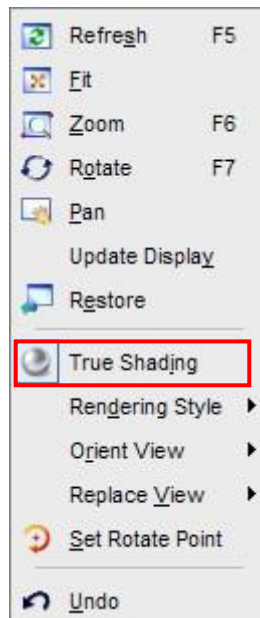 Refresh F5
Fit
Zoom F6
Rotate F7
Pan
Update Display
Restore
True Shading
Rendering Style
Orient View
Replace View
Set Rotate Point
Undo